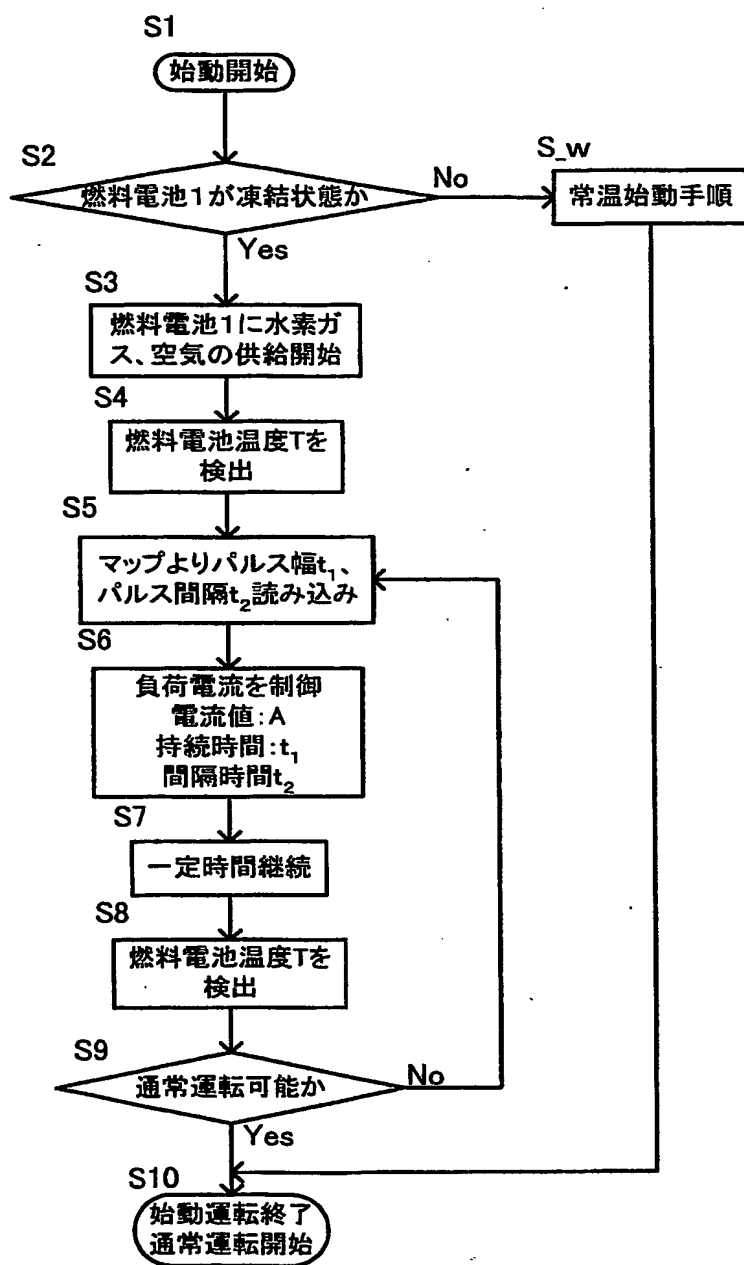 S1
始動開始
S2
燃料電池1が凍結状態か
No
S_w
常温始動手順
Yes
S3
燃料電池1に水素ガ
ス、空気の供給開始
S4
燃料電池温度Tを
検出
S5
マップよりパルス幅t₁、
パルス間隔t₂読み込み
S6
負荷電流を制御
電流値:A
持続時間:t₁
間隔時間t₂
S7
一定時間継続
S8
燃料電池温度Tを
検出
S9
通常運転可能か
No
Yes
S10
始動運転終了
通常運転開始